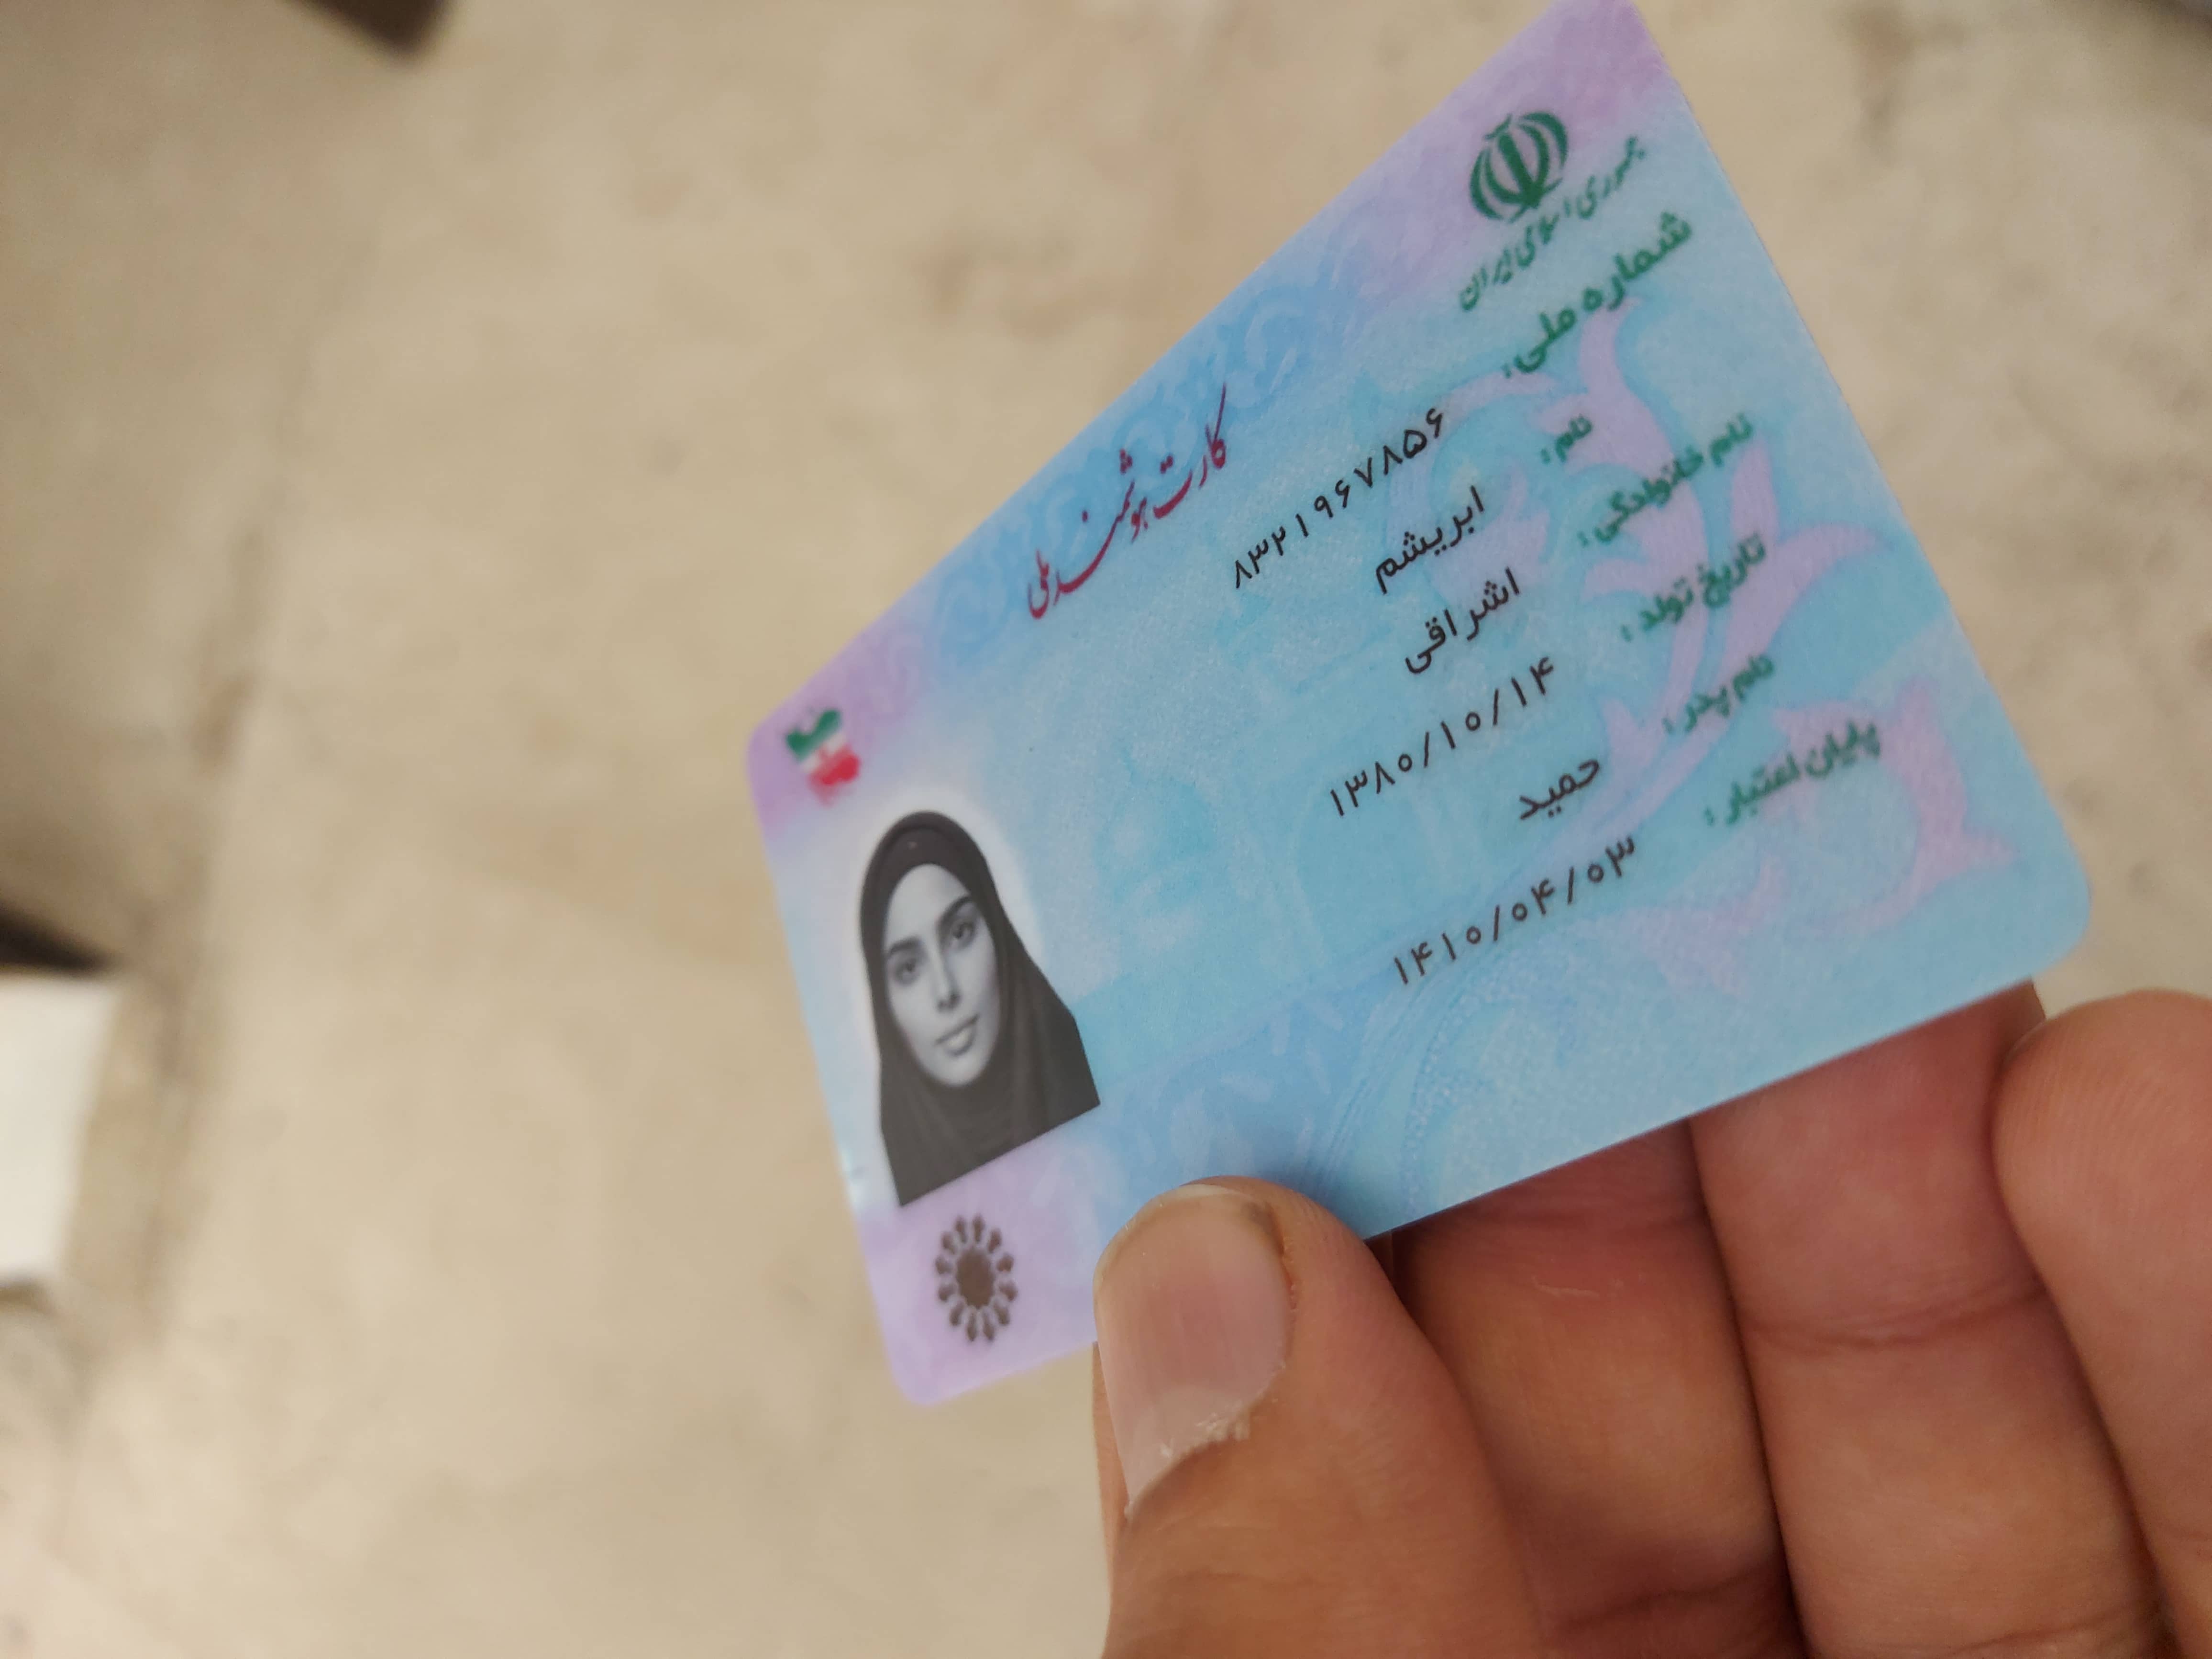 جمهوری اسلامی ایران
کارت هوشمند ملی
شماره ملی: ۸۳۲۱۹۶۷۸۵۶
نام: ابریشم
نام خانوادگی: اشراقی
تاریخ تولد: ۱۳۸۰/۱۰/۱۴
نام پدر: حمید
پایان اعتبار: ۱۴۱۰/۰۴/۰۳